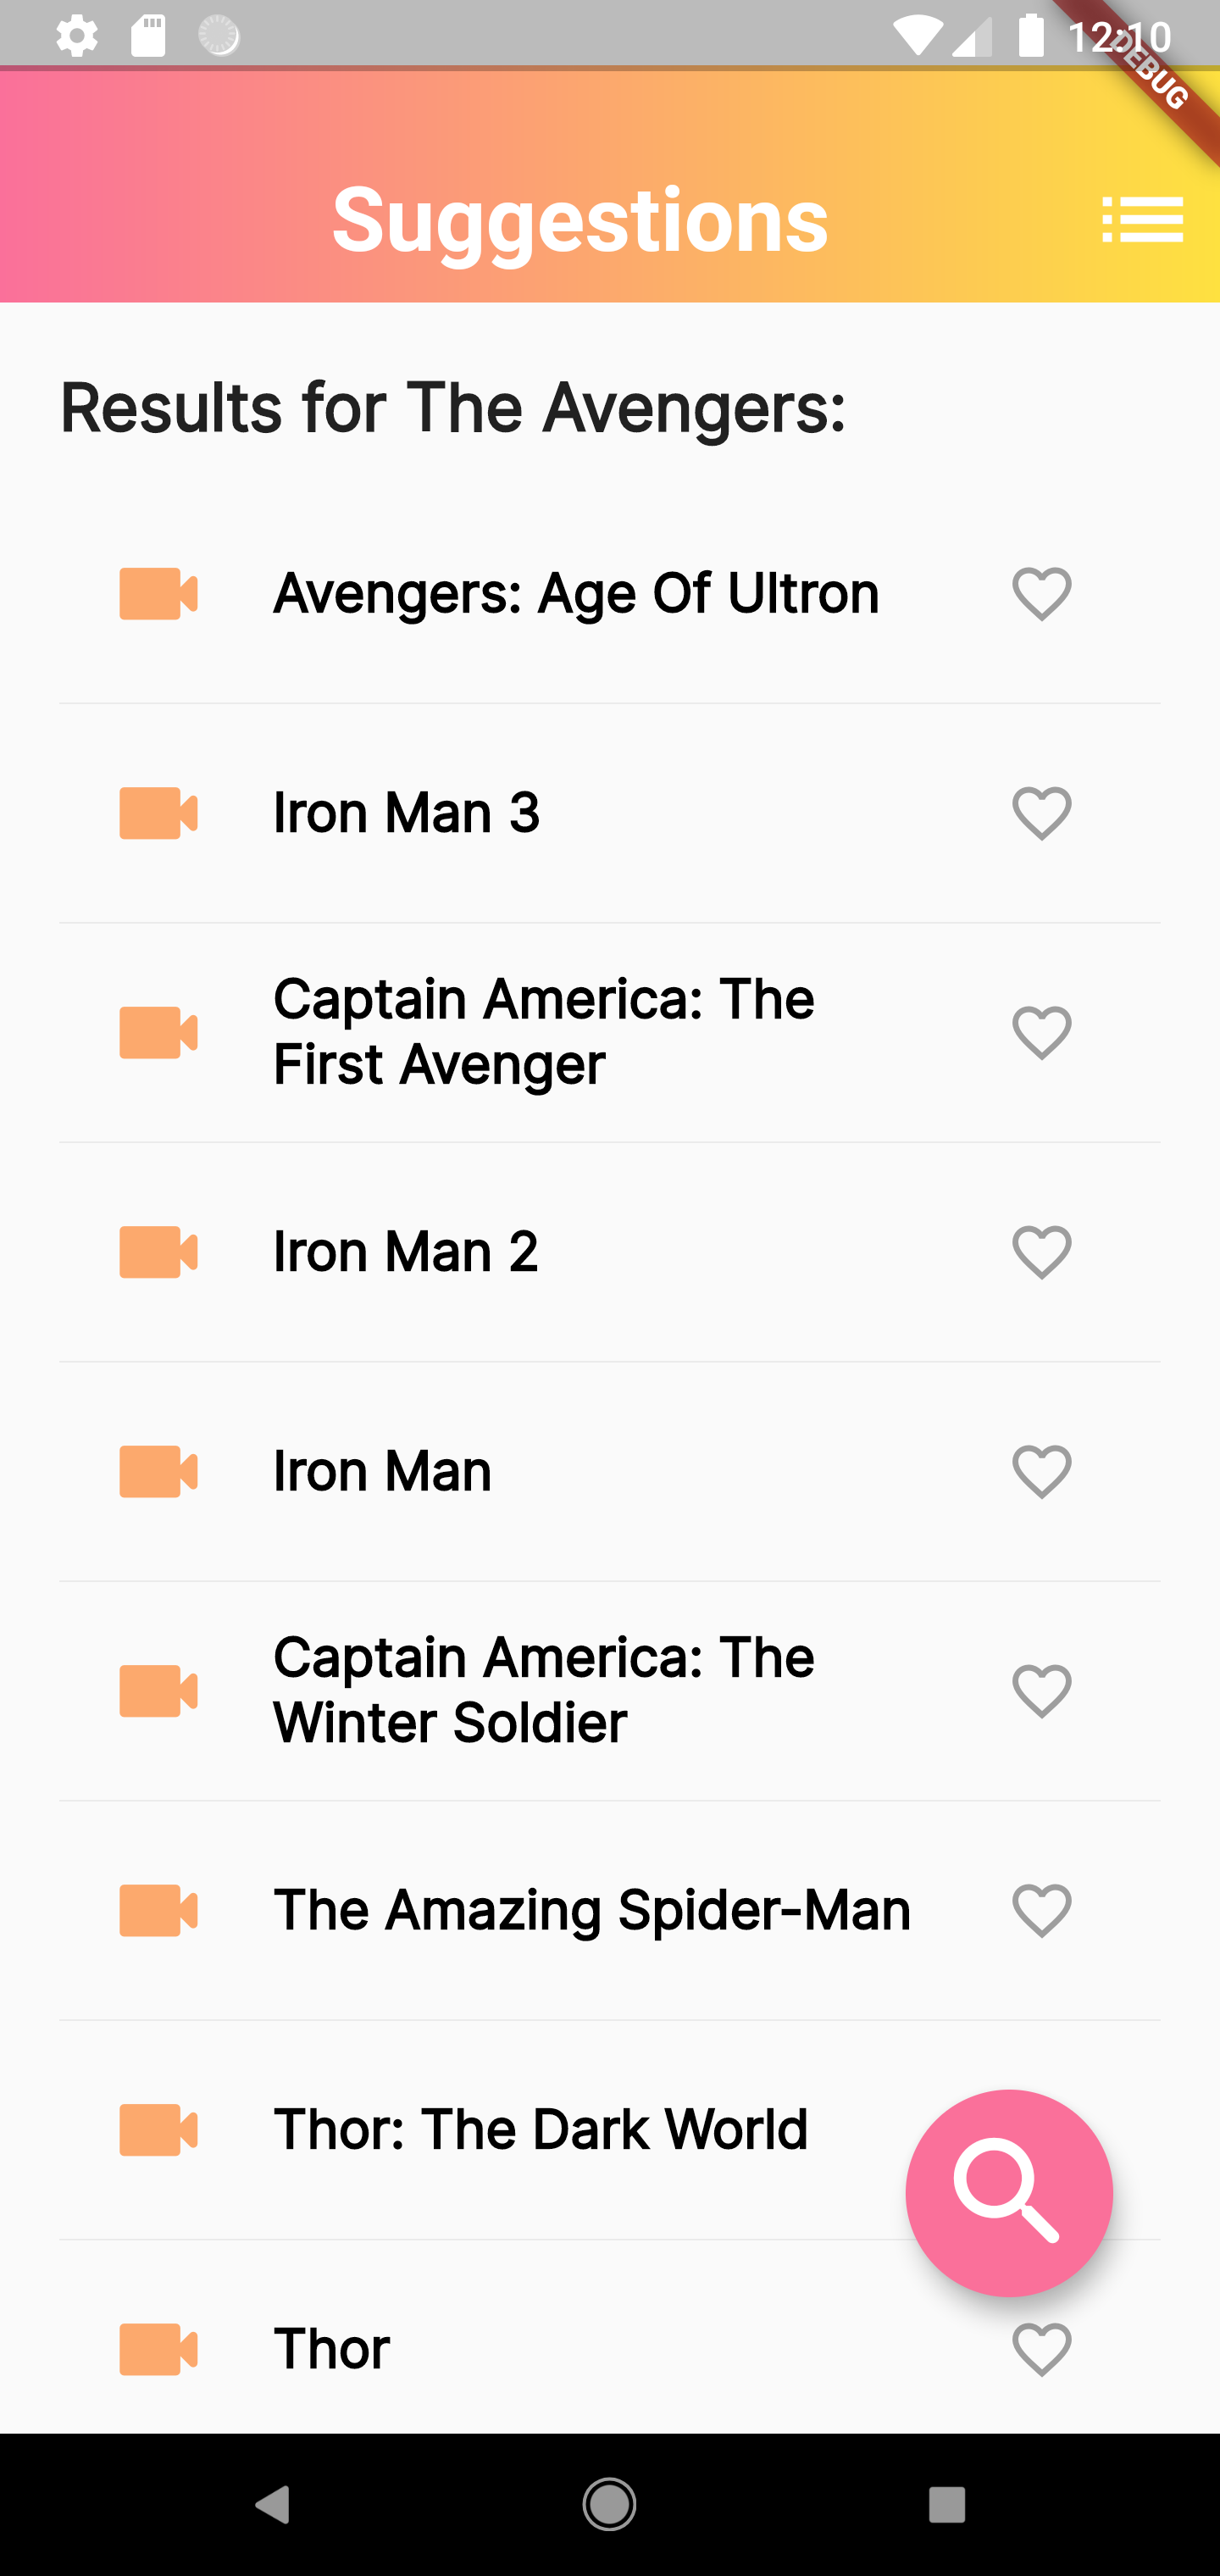 12:10
DEBUG
Suggestions
Results for The Avengers:
Avengers: Age Of Ultron
Iron Man 3
Captain America: The
First Avenger
Iron Man 2
Iron Man
Captain America: The
Winter Soldier
The Amazing Spider-Man
Thor: The Dark World
Thor